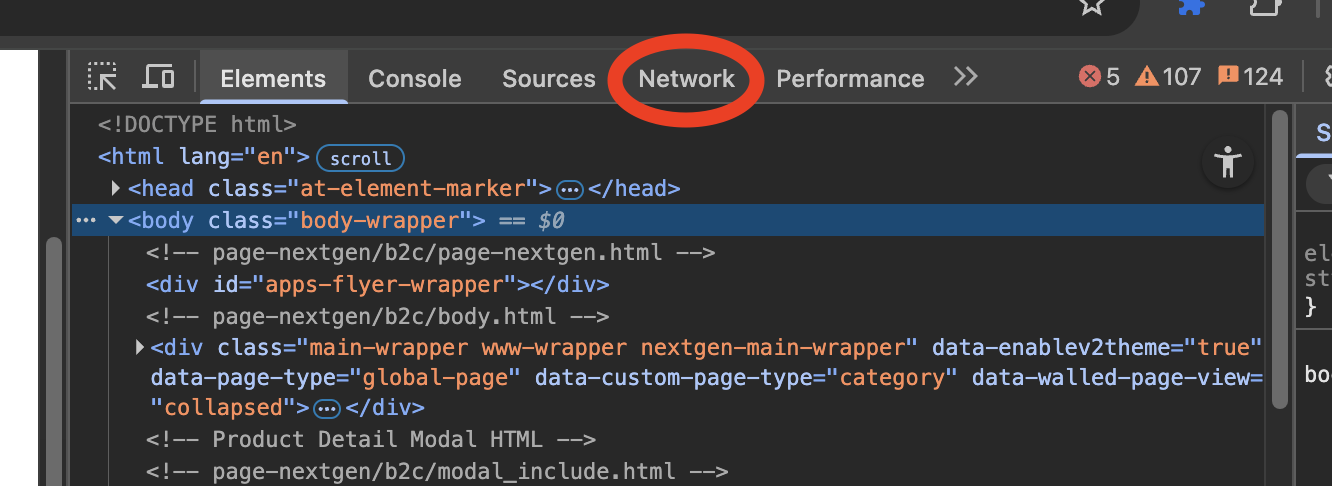 Elements Console Sources Network Performance 5 107 124
<!DOCTYPE html>
<html lang="en"> scroll
<head class="at-element-marker"> … </head>
<body class="body-wrapper"> == $0
<!-- page-nextgen/b2c/page-nextgen.html -->
<div id="apps-flyer-wrapper"></div>
<!-- page-nextgen/b2c/body.html -->
<div class="main-wrapper www-wrapper nextgen-main-wrapper" data-enablev2theme="true"
data-page-type="global-page" data-custom-page-type="category" data-walled-page-view=
"collapsed"> … </div>
<!-- Product Detail Modal HTML -->
<!-- page-nextgen/b2c/modal_include.html -->
S
el
st
}
bo